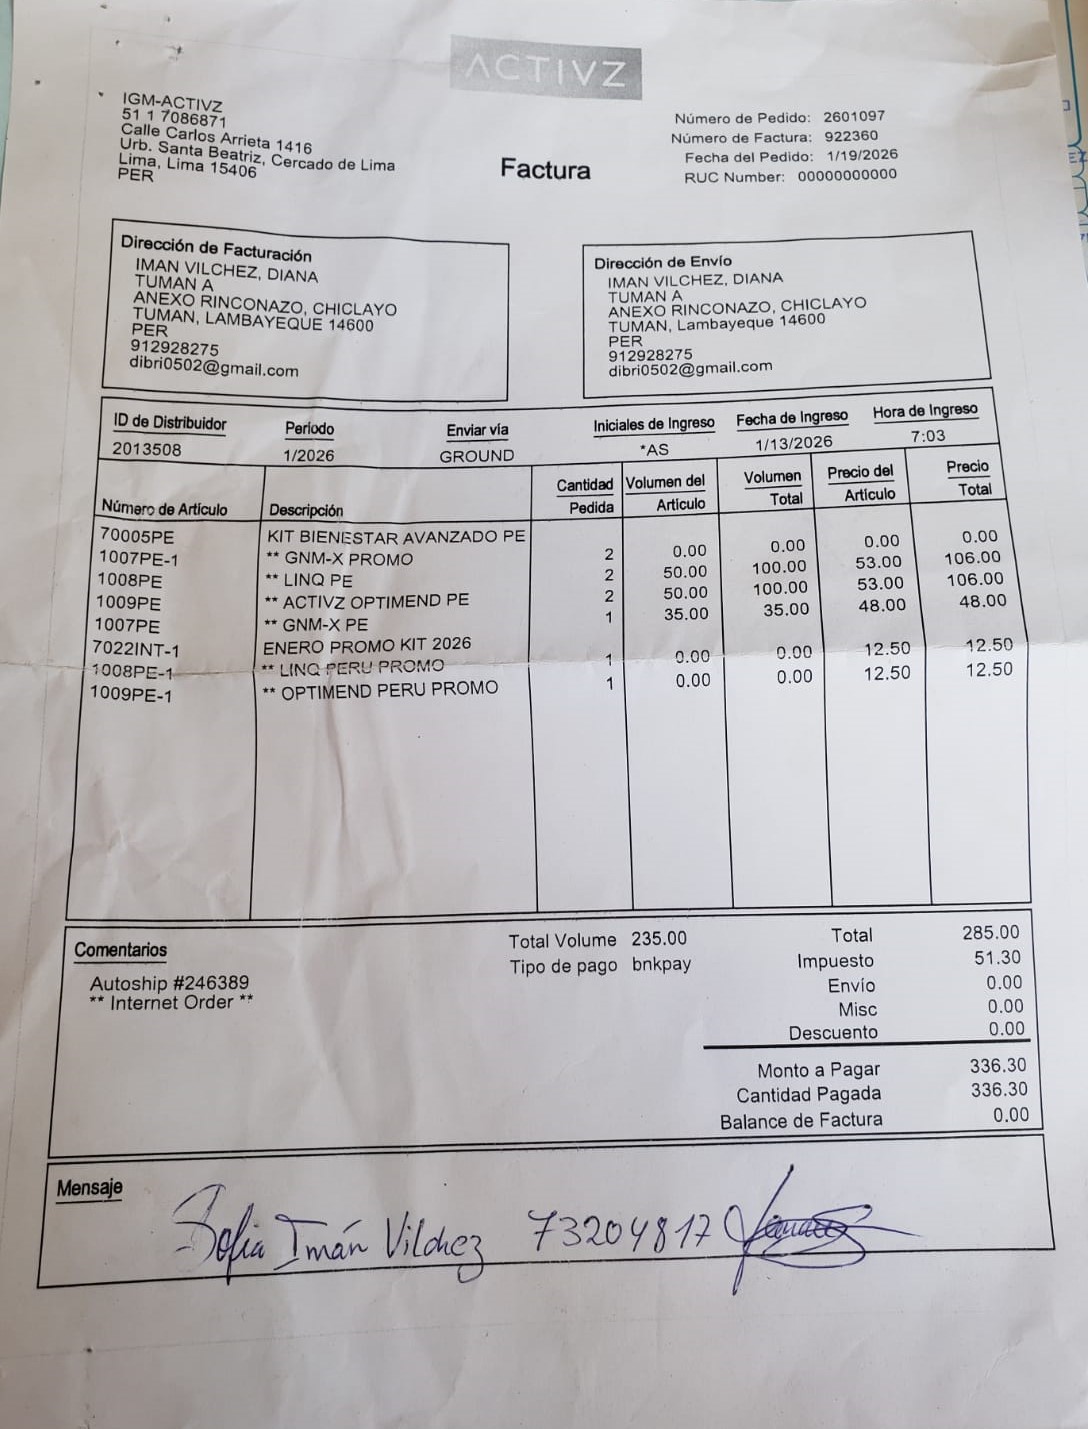 ACTIVZ
IGM-ACTIVZ
51 1 7086871
Calle Carlos Arrieta 1416
Urb. Santa Beatriz, Cercado de Lima
Lima, Lima 15406
PER
Factura
Número de Pedido: 2601097
Número de Factura: 922360
Fecha del Pedido: 1/19/2026
RUC Number: 00000000000
Dirección de Facturación
IMAN VILCHEZ, DIANA
TUMAN A
ANEXO RINCONAZO, CHICLAYO
TUMAN, LAMBAYEQUE 14600
PER
912928275
dibri0502@gmail.com
Dirección de Envío
IMAN VILCHEZ, DIANA
TUMAN A
ANEXO RINCONAZO, CHICLAYO
TUMAN, Lambayeque 14600
PER
912928275
dibri0502@gmail.com
ID de Distribuidor Periodo Enviar vía Iniciales de Ingreso Fecha de Ingreso Hora de Ingreso
2013508 1/2026 GROUND *AS 1/13/2026 7:03
Número de Artículo Descripción Cantidad Pedida Volumen del Articulo Volumen Total Precio del Articulo Precio Total
70005PE KIT BIENESTAR AVANZADO PE 2 0.00 0.00 0.00 0.00
1007PE-1 ** GNM-X PROMO 2 50.00 100.00 53.00 106.00
1008PE ** LINQ PE 2 50.00 100.00 53.00 106.00
1009PE ** ACTIVZ OPTIMEND PE 1 35.00 35.00 48.00 48.00
1007PE ** GNM-X PE
7022INT-1 ENERO PROMO KIT 2026 1 0.00 0.00 12.50 12.50
1008PE-1 ** LINQ PERU PROMO 1 0.00 0.00 12.50 12.50
1009PE-1 ** OPTIMEND PERU PROMO
Comentarios
Autoship #246389
** Internet Order **
Total Volume 235.00
Tipo de pago bnkpay
Total 285.00
Impuesto 51.30
Envío 0.00
Misc 0.00
Descuento 0.00
Monto a Pagar 336.30
Cantidad Pagada 336.30
Balance de Factura 0.00
Mensaje
Sofia Imán Vilchez 73204817